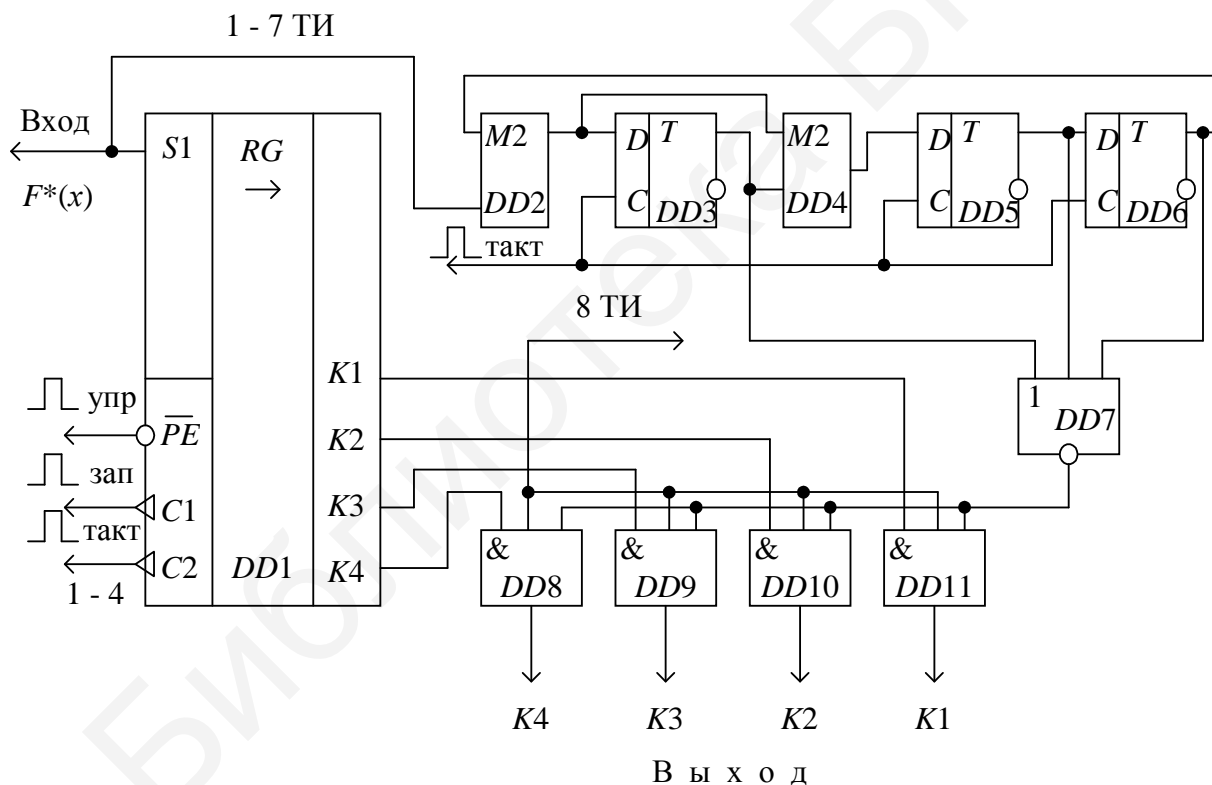 1 - 7 ТИ
Вход
F*(x)
S1
RG
M2
DD2
D
T
C
DD3
M2
DD4
D
T
C
DD5
D
T
C
DD6
такт
8 ТИ
K1
K2
K3
K4
упр
PE
зап
C1
такт
C2
1 - 4
DD1
1
DD7
&
DD8
&
DD9
&
DD10
&
DD11
K4
K3
K2
K1
В ы х о д
Библиотека Б